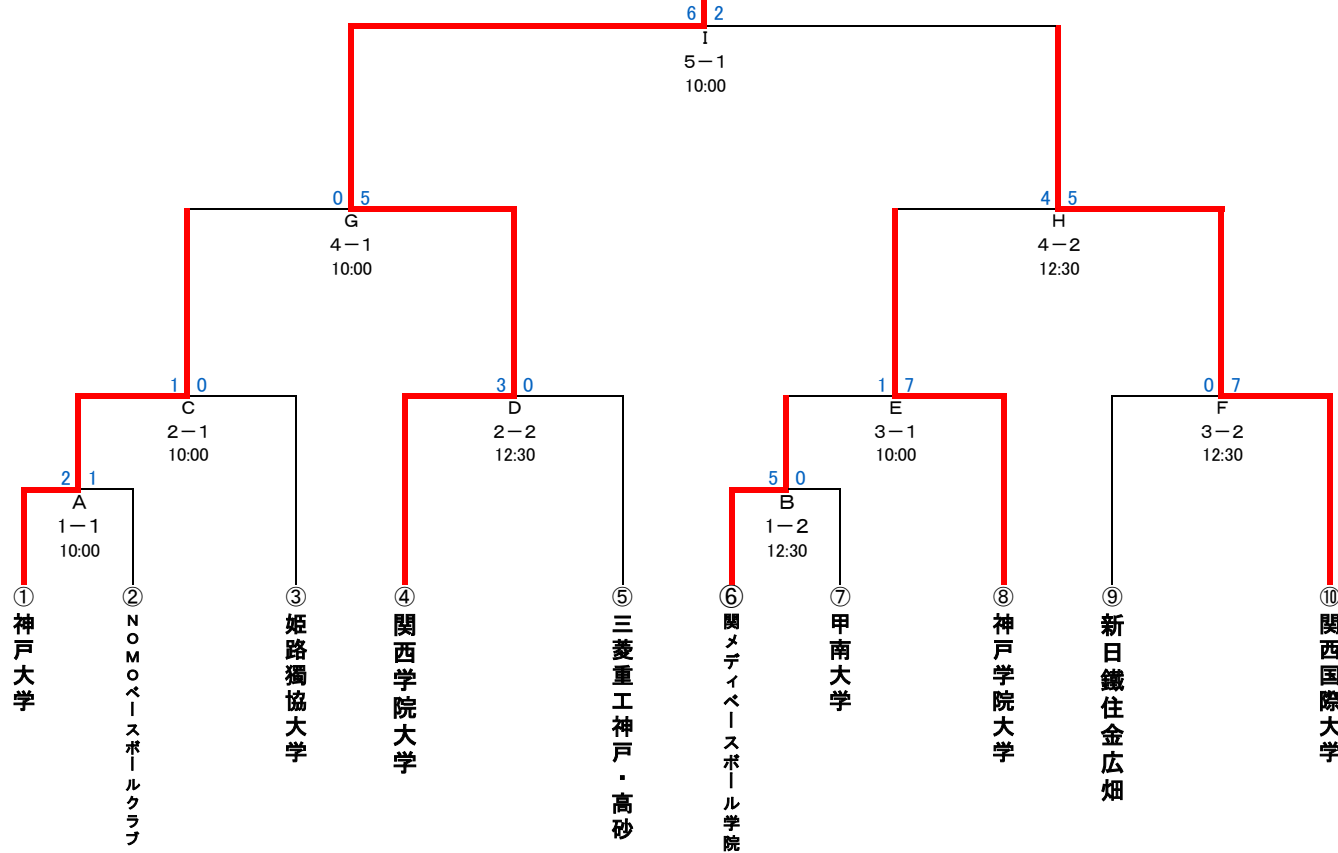 6 2
I
5－1
10:00
0 5
G
4－1
10:00
4 5
H
4－2
12:30
1 0
C
2－1
10:00
3 0
D
2－2
12:30
1 7
E
3－1
10:00
0 7
F
3－2
12:30
2 1
A
1－1
10:00
5 0
B
1－2
12:30
①
神戸大学
②
NOMOベースボールクラブ
③
姫路獨協大学
④
関西学院大学
⑤
三菱重工神戸・高砂
⑥
関メディベースボール学院
⑦
甲南大学
⑧
神戸学院大学
⑨
新日鐵住金広畑
⑩
関西国際大学